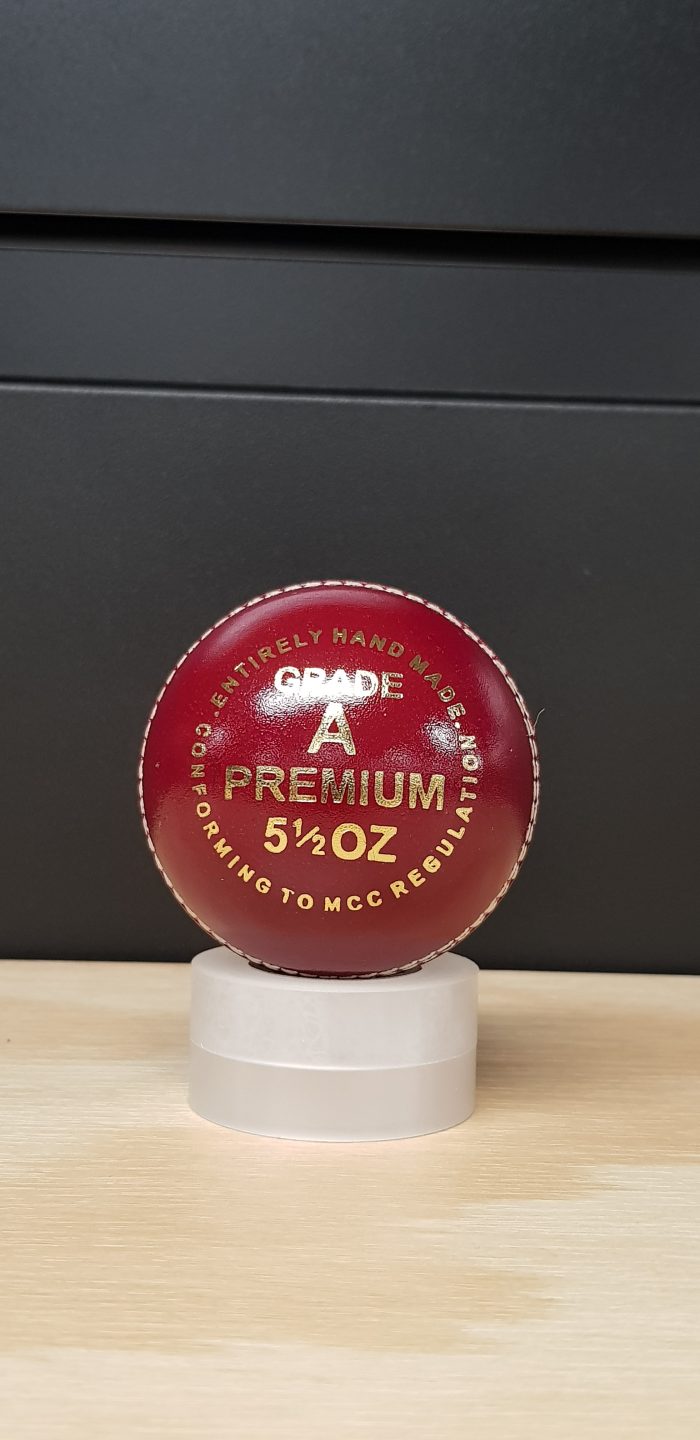 .ENTIRELY HAND MADE.
GRADE
A
PREMIUM
5½OZ
CONFORMING TO MCC REGULATION